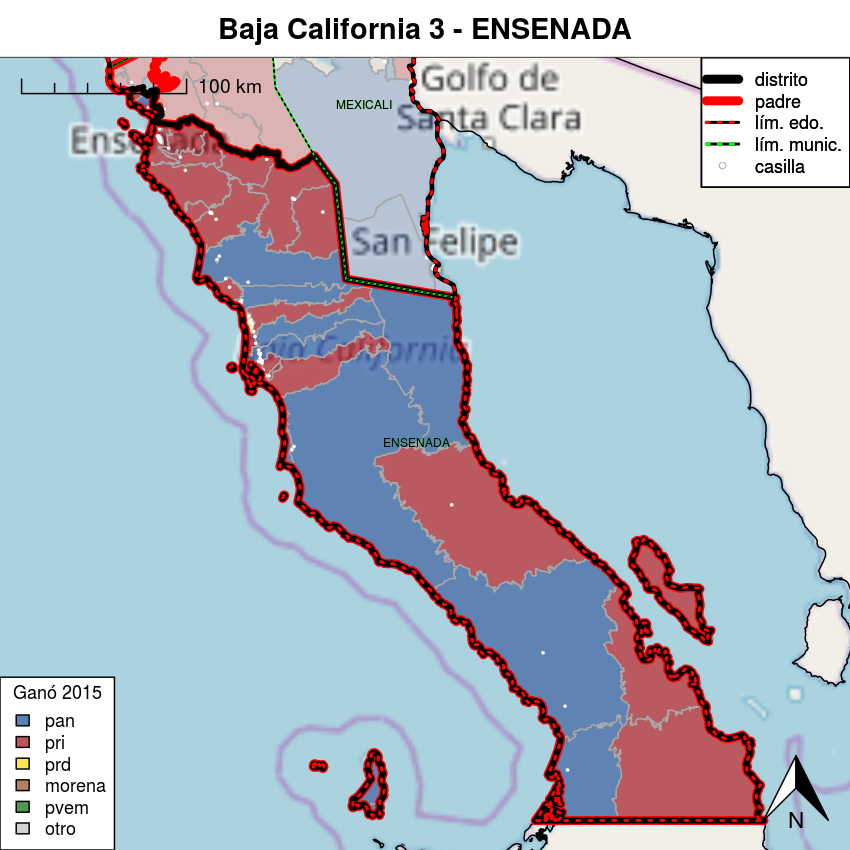 Baja California 3 - ENSENADA
100 km
Golfo de
Santa Clara
MEXICALI
Ensenada
San Felipe
Baja California
ENSENADA
distrito
padre
lím. edo.
lím. munic.
casilla
Ganó 2015
pan
pri
prd
morena
pvem
otro
N